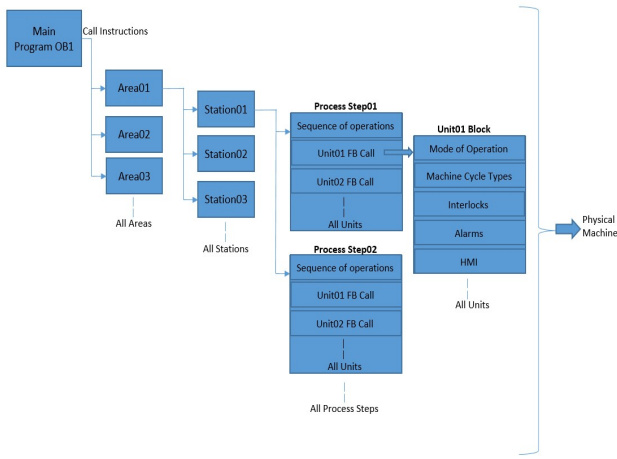 Main
Program OB1
Call Instructions
Area01
Area02
Area03
All Areas
Station01
Station02
Station03
All Stations
Process Step01
Sequence of operations
Unit01 FB Call
Unit02 FB Call
All Units
Process Step02
Sequence of operations
Unit01 FB Call
Unit02 FB Call
All Units
All Process Steps
Unit01 Block
Mode of Operation
Machine Cycle Types
Interlocks
Alarms
HMI
All Units
Physical
Machine